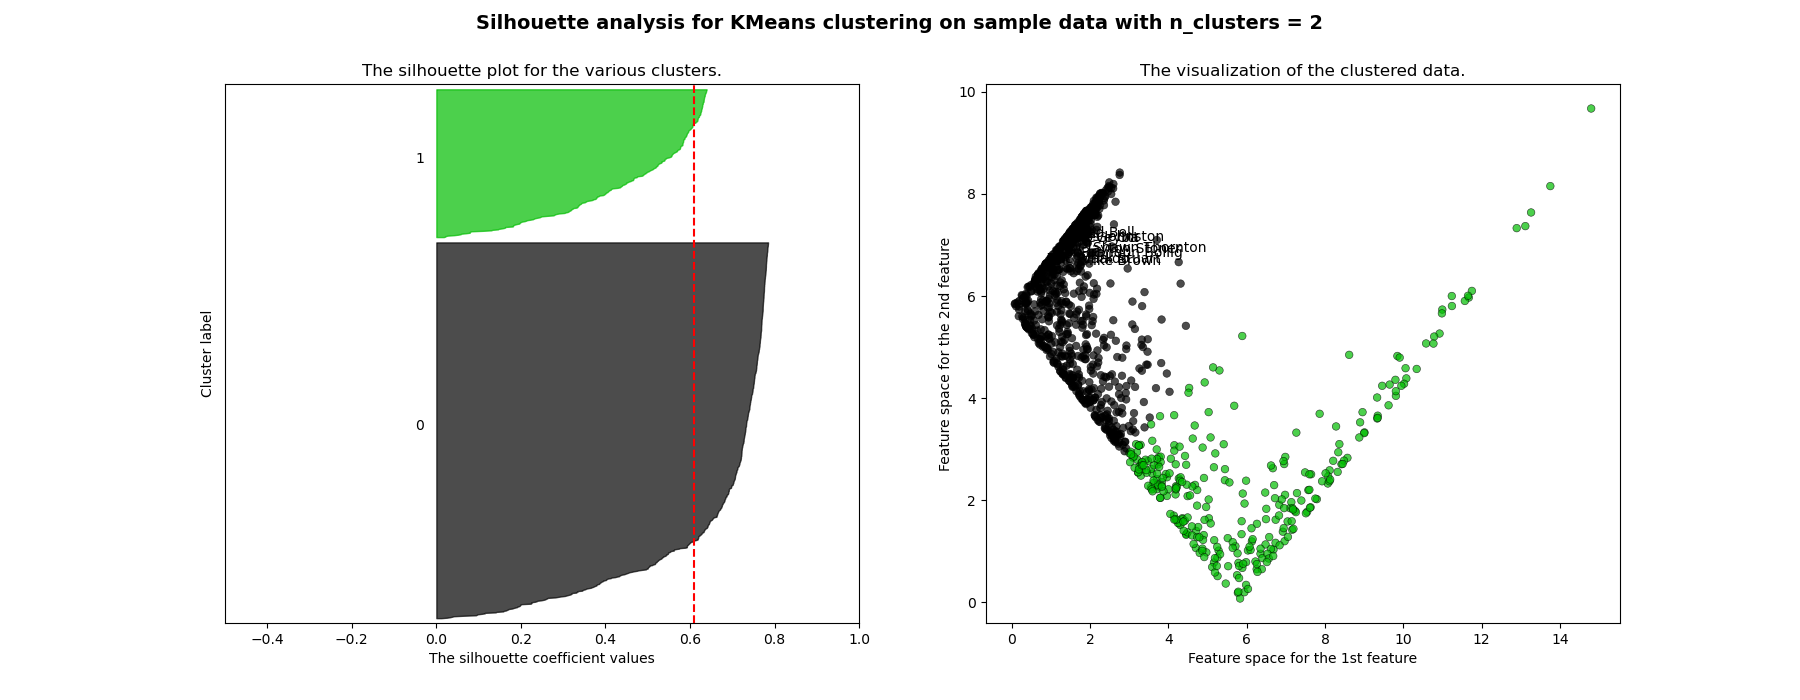 Silhouette analysis for KMeans clustering on sample data with n_clusters = 2
The silhouette plot for the various clusters.
1
0
Cluster label
−0.4 −0.2 0.0 0.2 0.4 0.6 0.8 1.0
The silhouette coefficient values
The visualization of the clustered data.
10
8
6
4
2
0
Feature space for the 2nd feature
Thornton
Brown
0 2 4 6 8 10 12 14
Feature space for the 1st feature